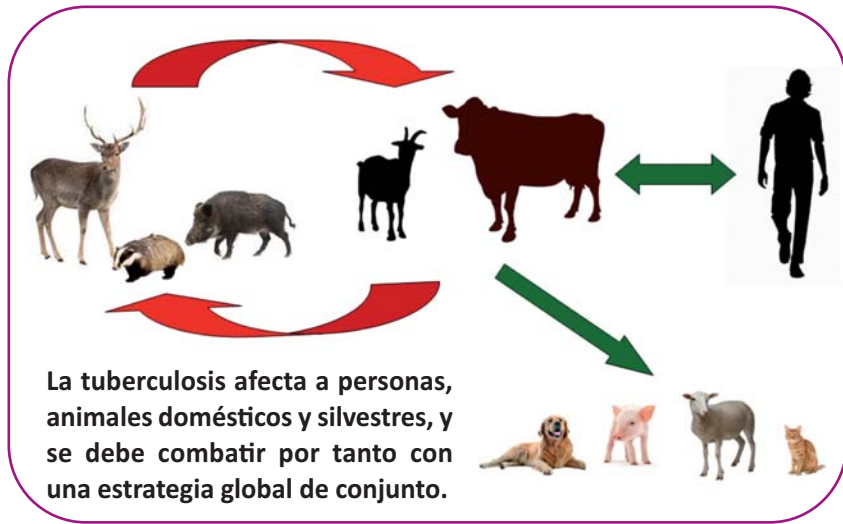 La tuberculosis afecta a personas,
animales domésticos y silvestres, y
se debe combatir por tanto con
una estrategia global de conjunto.